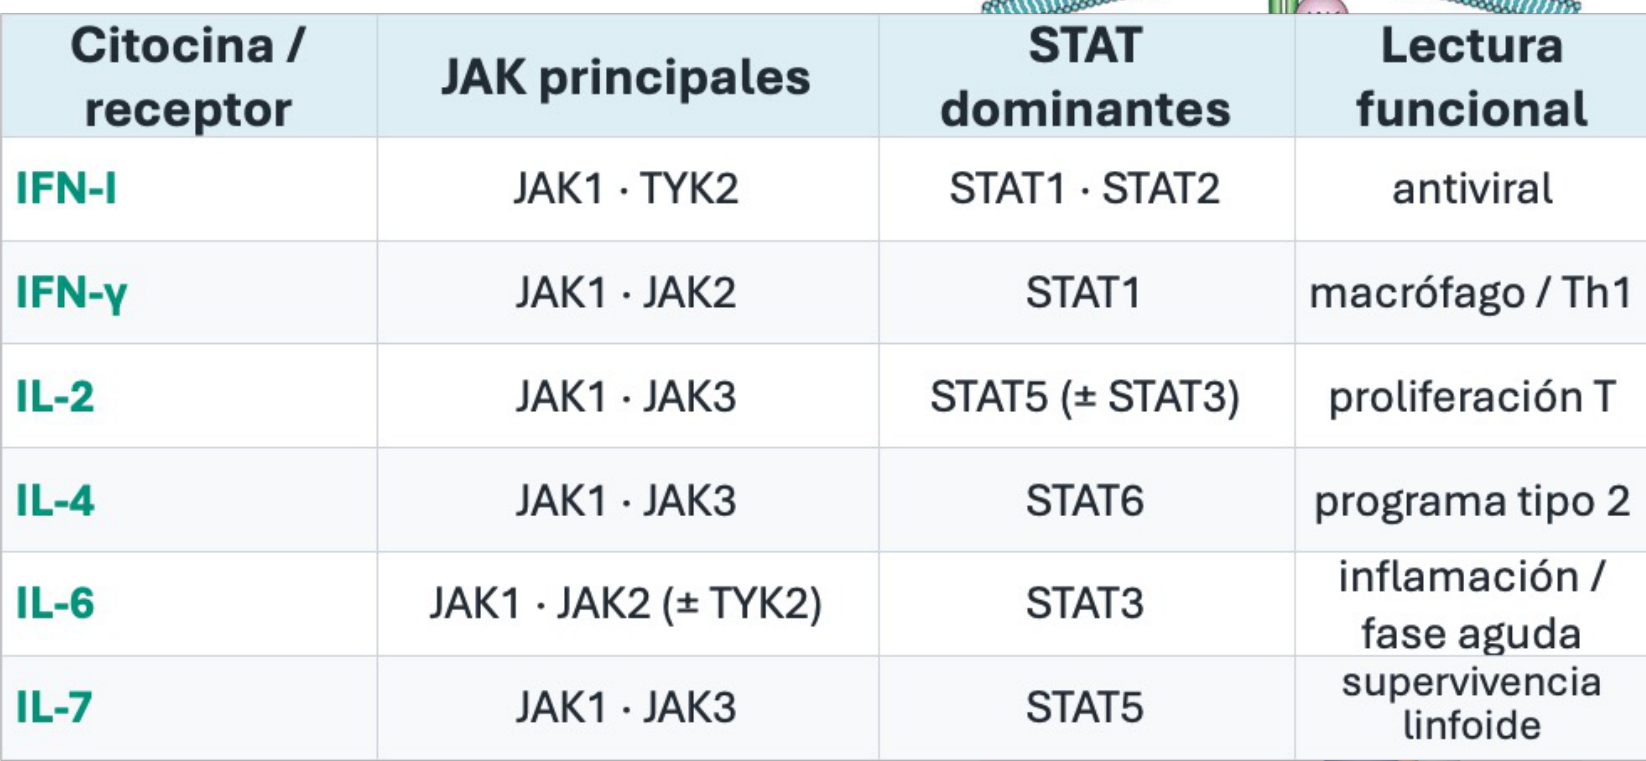 Citocina / receptor | JAK principales | STAT dominantes | Lectura funcional
IFN-I | JAK1 · TYK2 | STAT1 · STAT2 | antiviral
IFN-γ | JAK1 · JAK2 | STAT1 | macrófago / Th1
IL-2 | JAK1 · JAK3 | STAT5 (± STAT3) | proliferación T
IL-4 | JAK1 · JAK3 | STAT6 | programa tipo 2
IL-6 | JAK1 · JAK2 (± TYK2) | STAT3 | inflamación / fase aguda
IL-7 | JAK1 · JAK3 | STAT5 | supervivencia linfoide